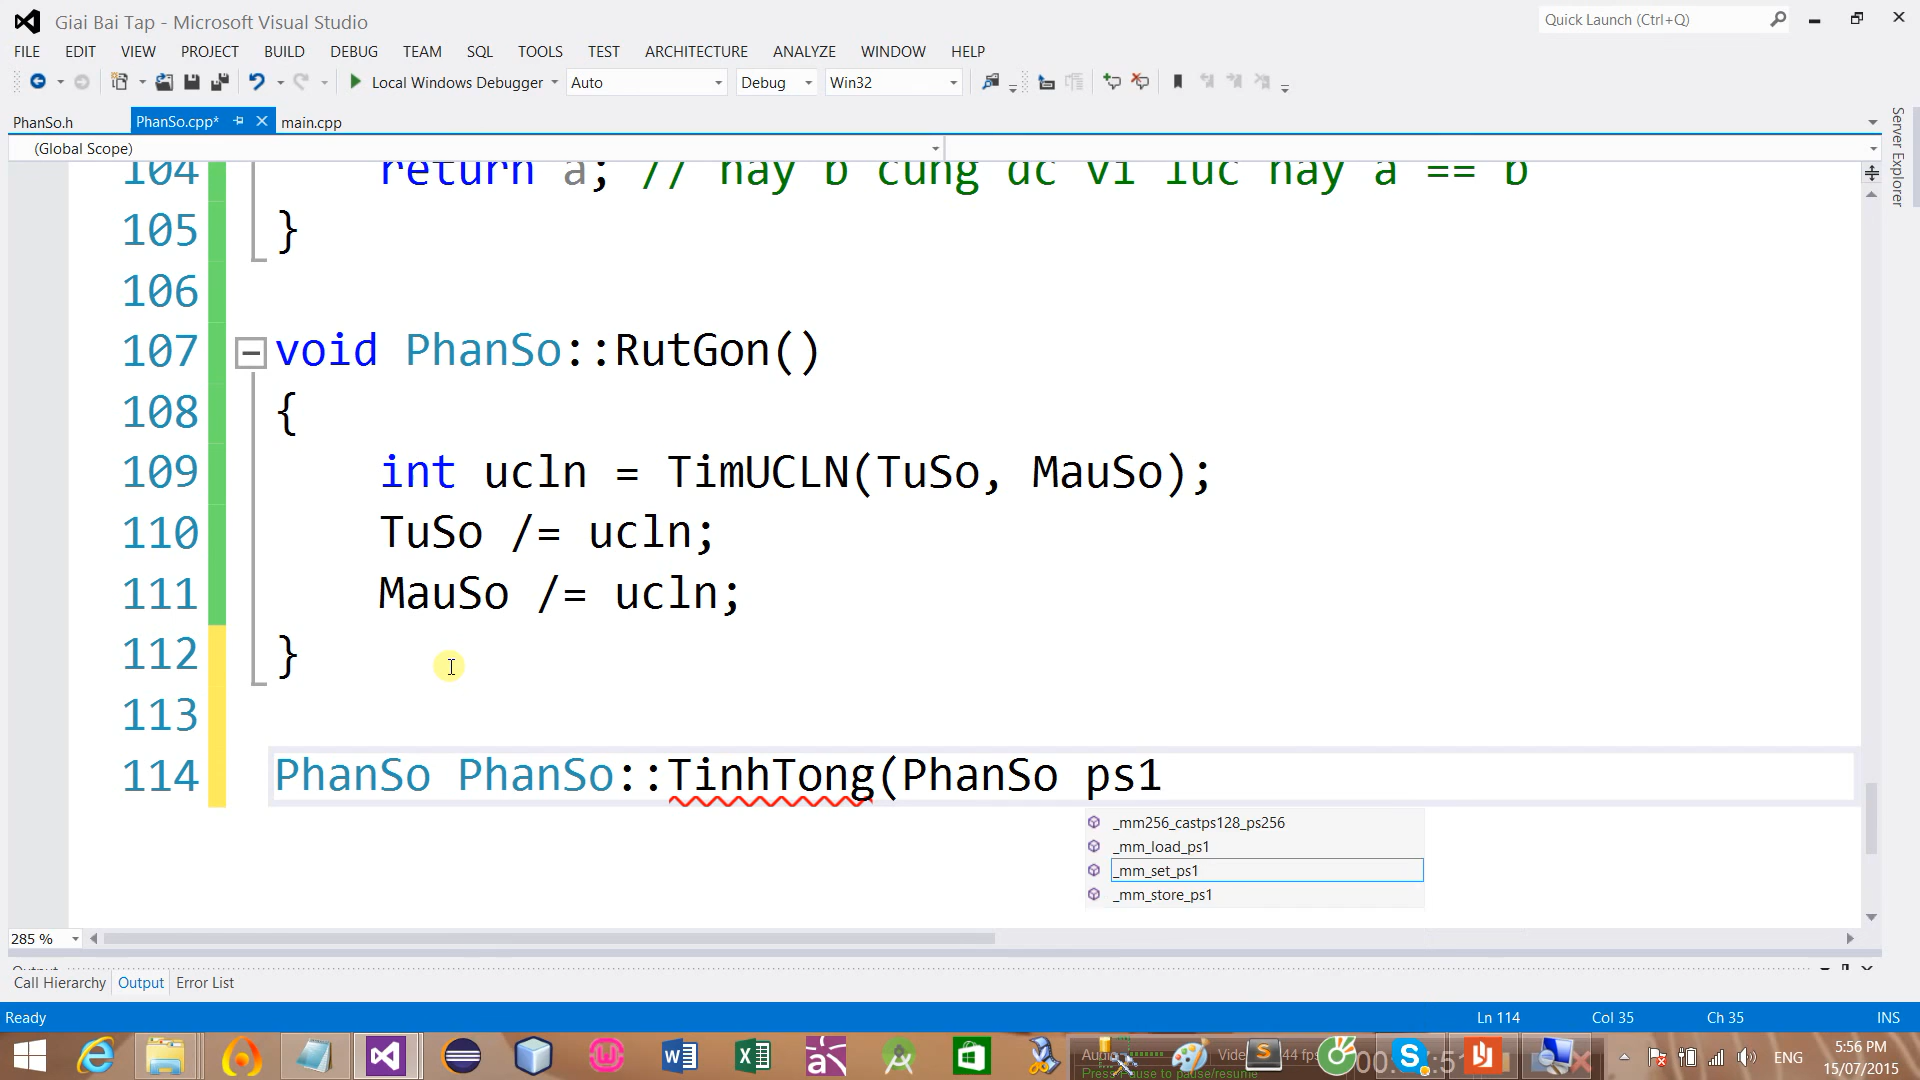 Giai Bai Tap - Microsoft Visual Studio
Quick Launch (Ctrl+Q)
FILE EDIT VIEW PROJECT BUILD DEBUG TEAM SQL TOOLS TEST ARCHITECTURE ANALYZE WINDOW HELP
Local Windows Debugger Auto Debug Win32
PhanSo.h PhanSo.cpp* main.cpp
Server Explorer
(Global Scope)
104 return a; // hay b cung dc vi luc nay a == b
105 }
106
107 void PhanSo::RutGon()
108 {
109 int ucln = TimUCLN(TuSo, MauSo);
110 TuSo /= ucln;
111 MauSo /= ucln;
112 }
113
114 PhanSo PhanSo::TinhTong(PhanSo ps1
_mm256_castps128_ps256
_mm_load_ps1
_mm_set_ps1
_mm_store_ps1
285 %
Call Hierarchy Output Error List
Ready Ln 114 Col 35 Ch 35 INS
ENG
5:56 PM
15/07/2015